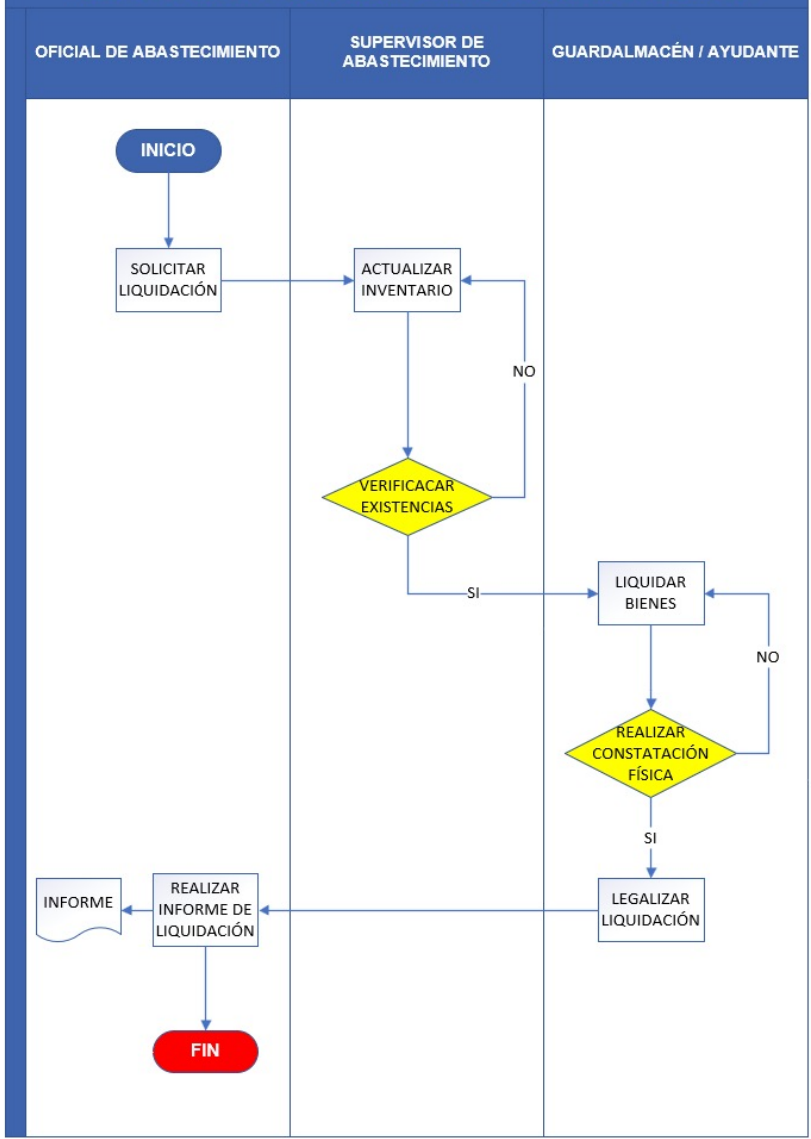 OFICIAL DE ABASTECIMIENTO
SUPERVISOR DE
ABASTECIMIENTO
GUARDALMACÉN / AYUDANTE
INICIO
SOLICITAR
LIQUIDACIÓN
ACTUALIZAR
INVENTARIO
NO
VERIFICACAR
EXISTENCIAS
SI
LIQUIDAR
BIENES
NO
REALIZAR
CONSTATACIÓN
FÍSICA
SI
LEGALIZAR
LIQUIDACIÓN
REALIZAR
INFORME DE
LIQUIDACIÓN
INFORME
FIN